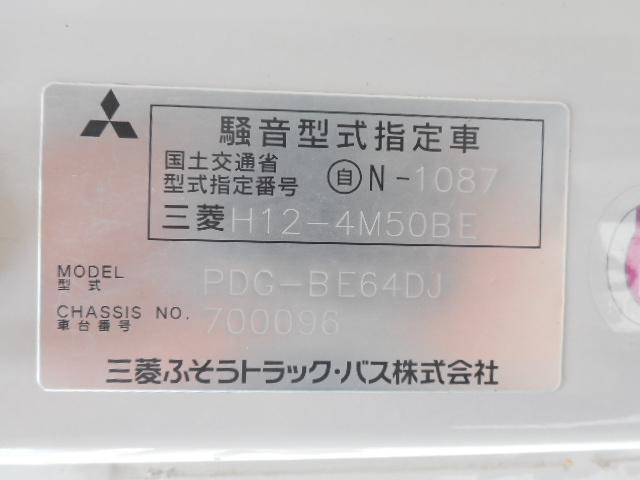 騒音型式指定車
国土交通省
型式指定番号 自 N-1087
三菱 H12-4M50BE
MODEL
型式 PDG-BE64DJ
CHASSIS NO.
車台番号 700096
三菱ふそうトラック・バス株式会社